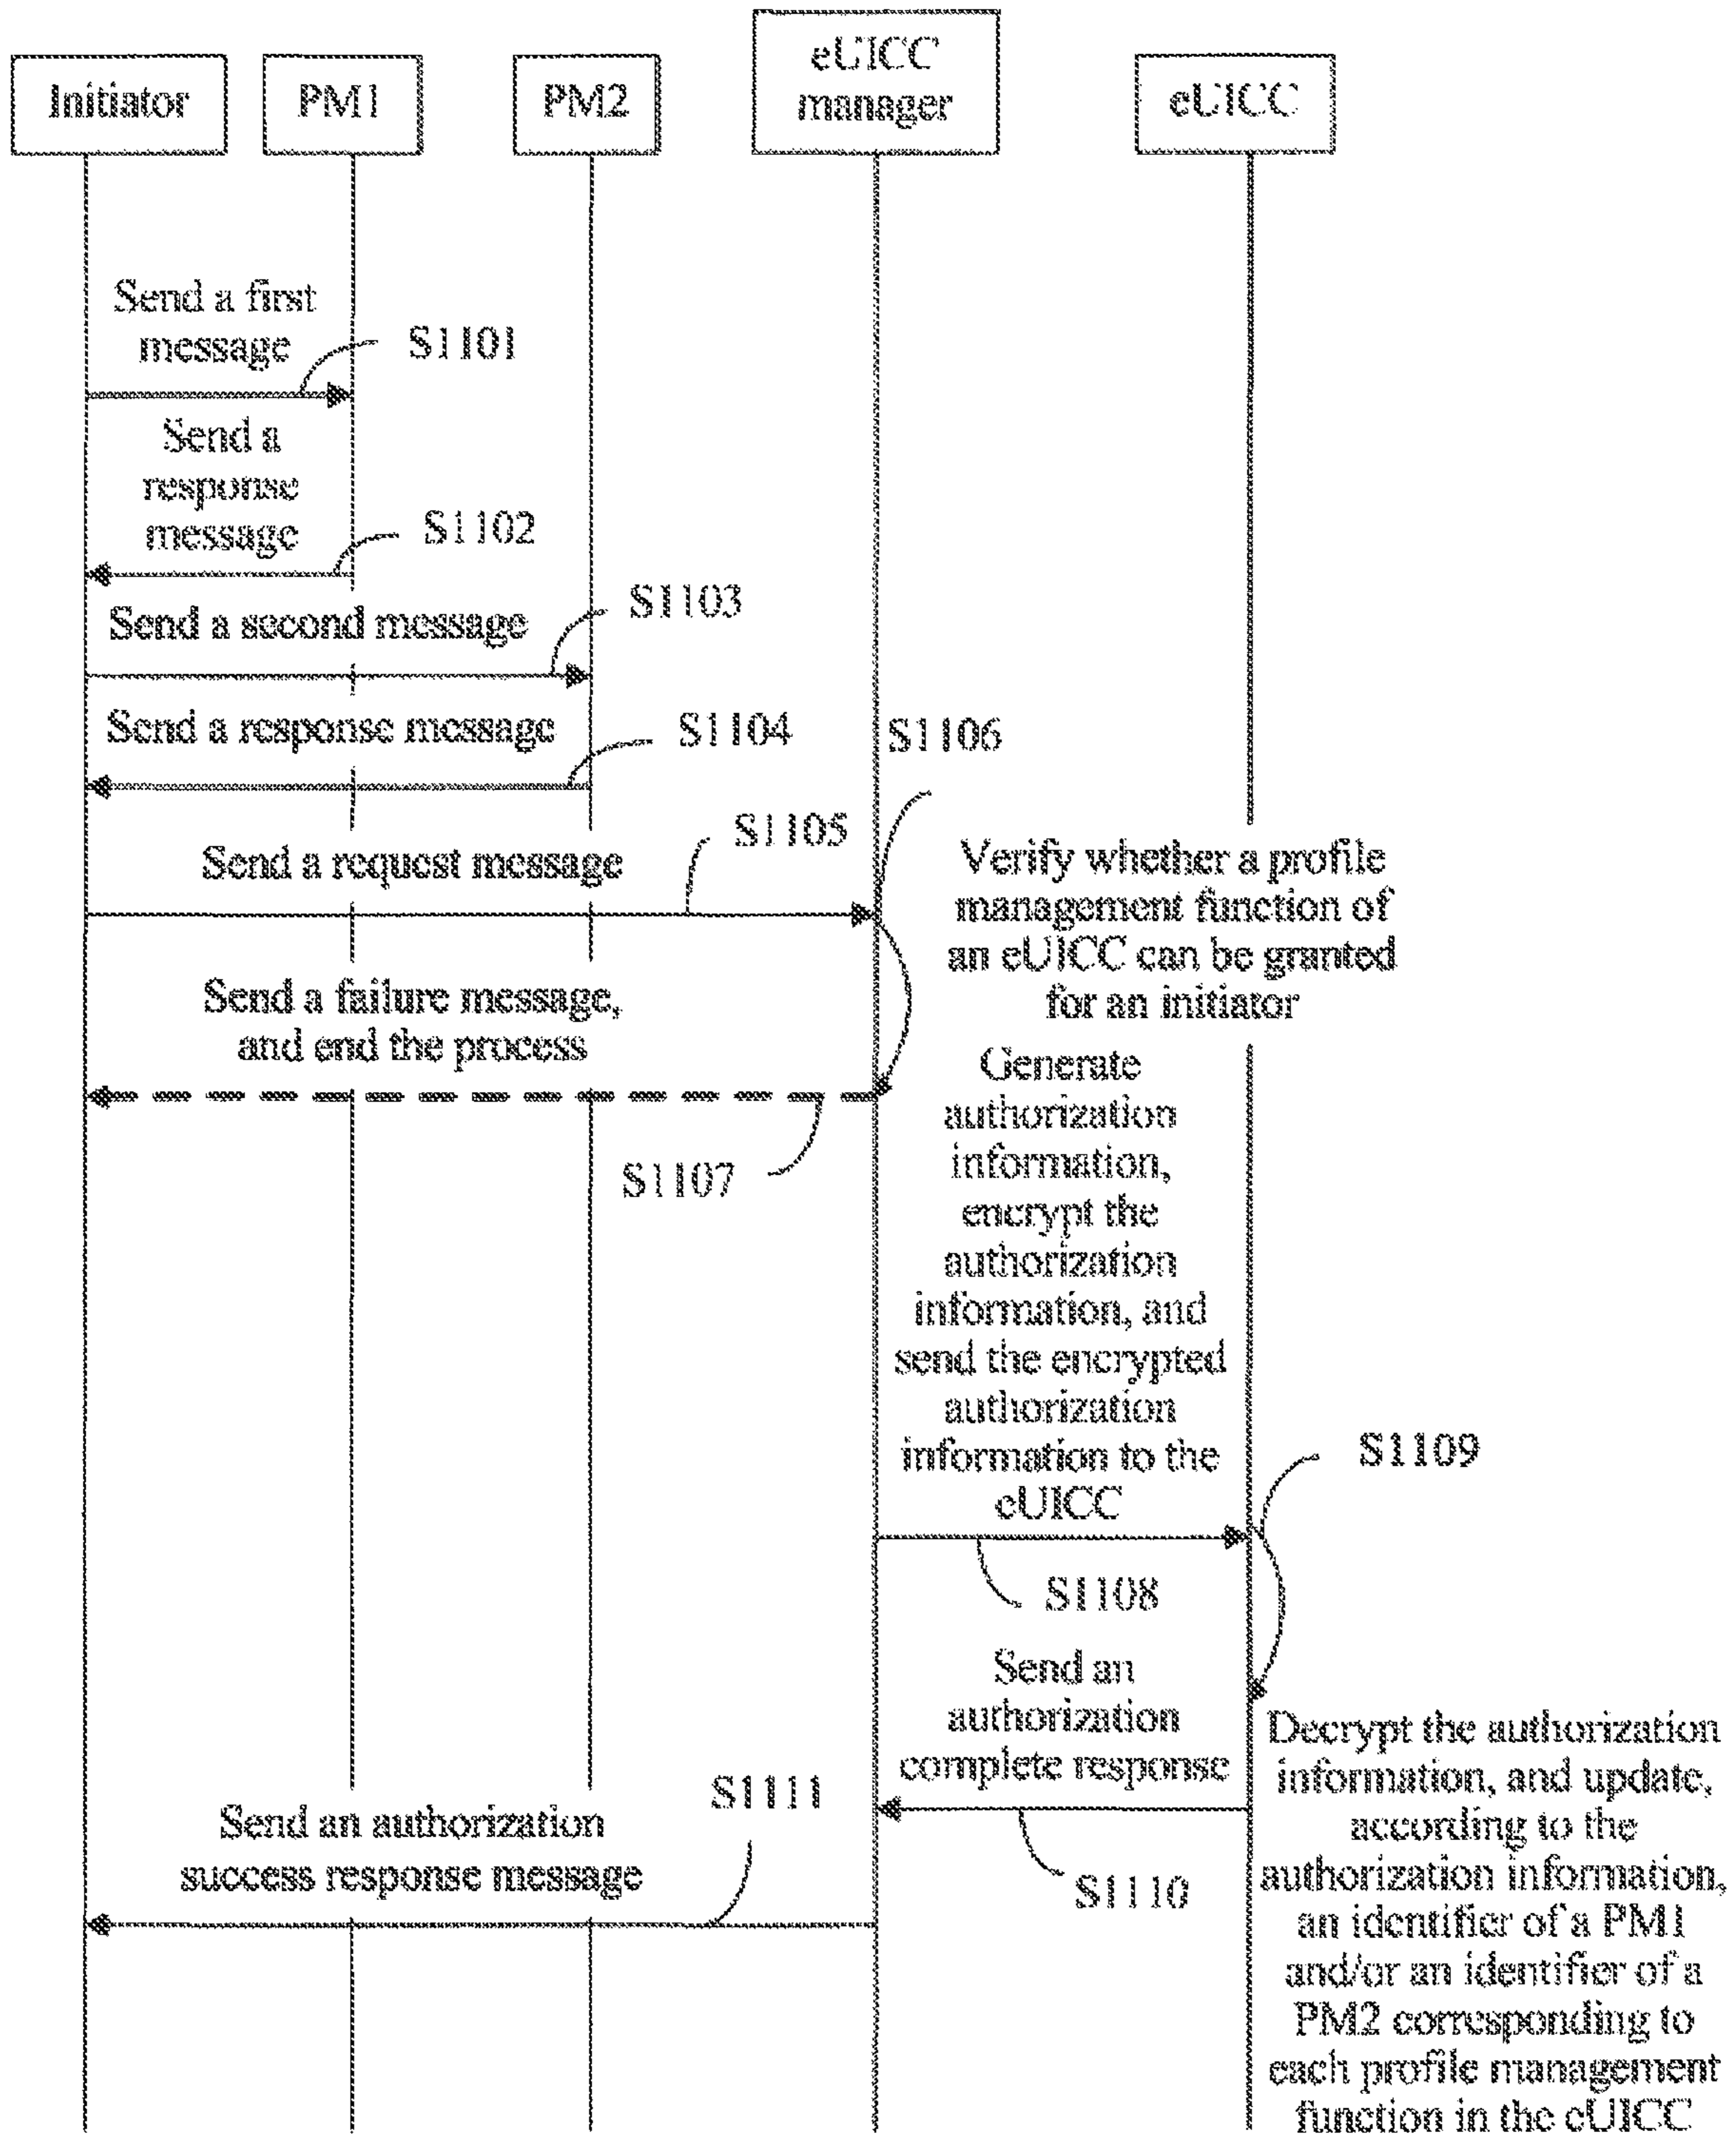 Initiator
PM1
PM2
eUICC
manager
eUICC
Send a first
message
S1101
Send a
response
message
S1102
Send a second message
S1103
Send a response message
S1104
S1106
Send a request message
S1105
Verify whether a profile
management function of
an eUICC can be granted
for an initiator
Send a failure message,
and end the process
S1107
Generate
authorization
information,
encrypt the
authorization
information, and
send the encrypted
authorization
information to the
eUICC
S1109
S1108
Send an
authorization
complete response
S1110
Decrypt the authorization
information, and update,
according to the
authorization information,
an identifier of a PM1
and/or an identifier of a
PM2 corresponding to
each profile management
function in the eUICC
S1111
Send an authorization
success response message